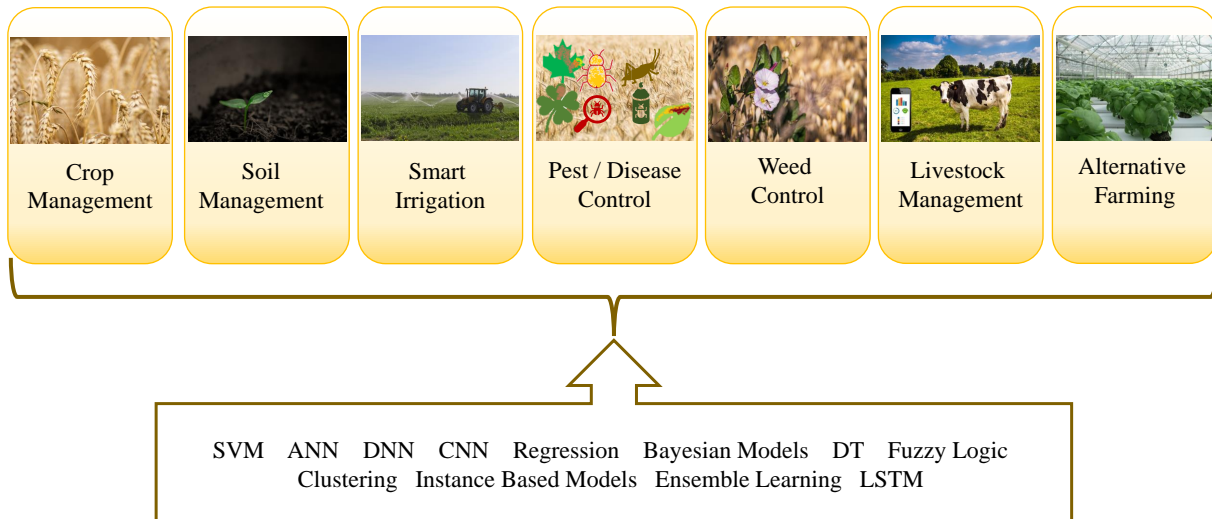 Crop
Management
Soil
Management
Smart
Irrigation
Pest / Disease
Control
Weed
Control
Livestock
Management
Alternative
Farming
SVM ANN DNN CNN Regression Bayesian Models DT Fuzzy Logic
Clustering Instance Based Models Ensemble Learning LSTM